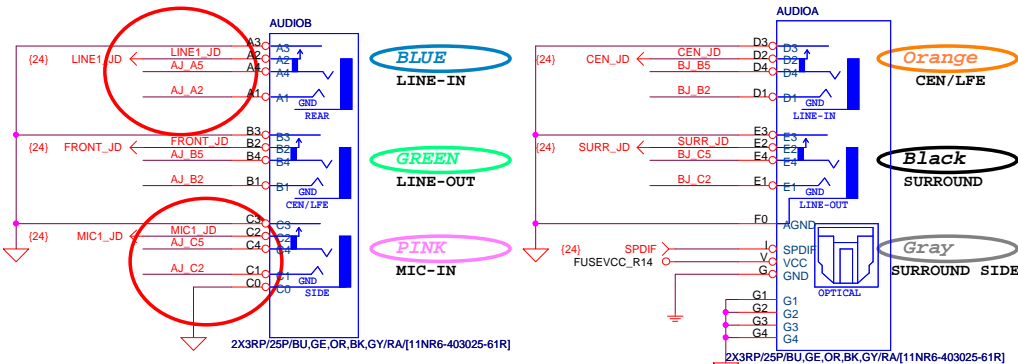 AUDIOB
A3 A3
{24} LINE1_JD LINE1_JD A2 A2
AJ_A5 A4 A4
AJ_A2 A1 A1
GND
REAR
BLUE
LINE-IN
B3 B3
{24} FRONT_JD FRONT_JD B2 B2
AJ_B5 B4 B4
AJ_B2 B1 B1
GND
CEN/LFE
GREEN
LINE-OUT
C3 C3
{24} MIC1_JD MIC1_JD C2 C2
AJ_C5 C4 C4
AJ_C2 C1 C1
GND
C0 C0
SIDE
PINK
MIC-IN
2X3RP/25P/BU,GE,OR,BK,GY/RA/[11NR6-403025-61R]
AUDIOA
D3 D3
{24} CEN_JD CEN_JD D2 D2
BJ_B5 D4 D4
BJ_B2 D1 D1
GND
LINE-IN
Orange
CEN/LFE
E3 E3
{24} SURR_JD SURR_JD E2 E2
BJ_C5 E4 E4
BJ_C2 E1 E1
GND
LINE-OUT
Black
SURROUND
F0 AGND
{24} SPDIF I SPDIF
FUSEVCC_R14 V VCC
G GND
OPTICAL
Gray
SURROUND SIDE
G1 G1
G2 G2
G3 G3
G4 G4
2X3RP/25P/BU,GE,OR,BK,GY/RA/[11NR6-403025-61R]